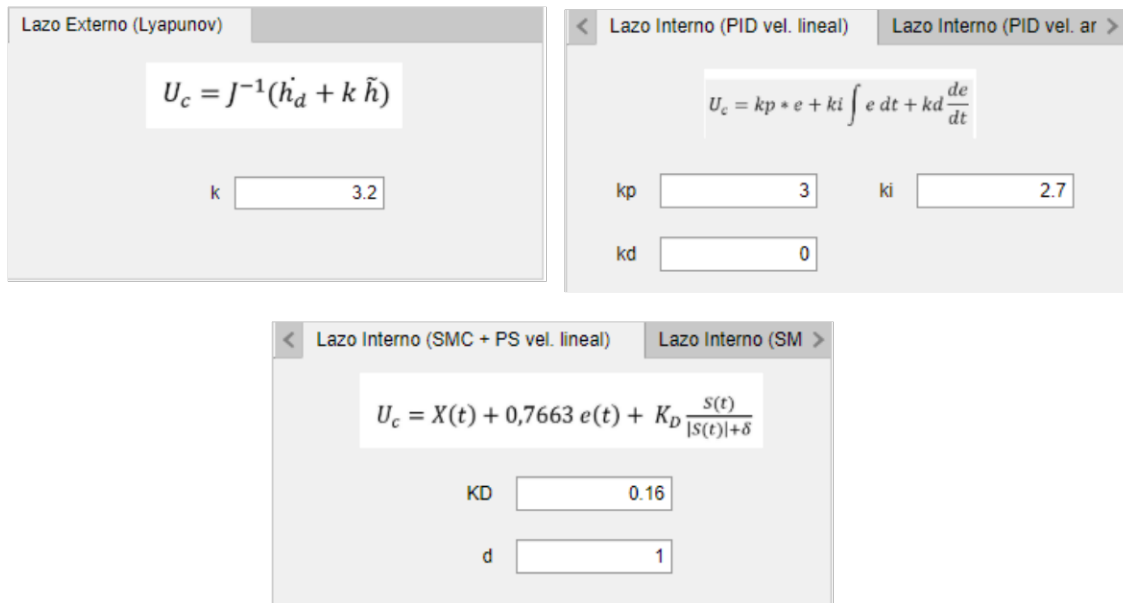 Lazo Externo (Lyapunov)
$U_c = J^{-1}(\dot{h_d} + k\,\tilde{h})$
k 3.2
< Lazo Interno (PID vel. lineal) Lazo Interno (PID vel. ar >
$U_c = kp * e + ki \int e\,dt + kd \frac{de}{dt}$
kp 3 ki 2.7
kd 0
< Lazo Interno (SMC + PS vel. lineal) Lazo Interno (SM >
$U_c = X(t) + 0,7663\,e(t) + K_D \frac{S(t)}{|S(t)|+\delta}$
KD 0.16
d 1